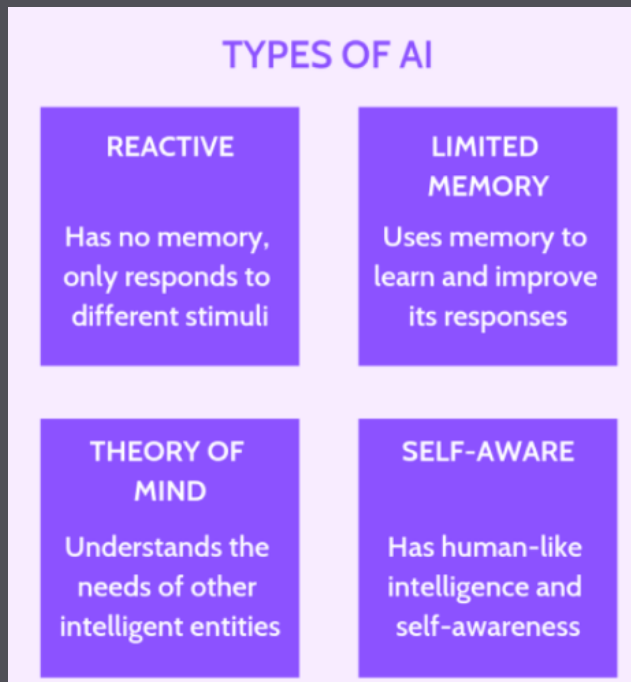 TYPES OF AI
REACTIVE
Has no memory,
only responds to
different stimuli
LIMITED
MEMORY
Uses memory to
learn and improve
its responses
THEORY OF
MIND
Understands the
needs of other
intelligent entities
SELF-AWARE
Has human-like
intelligence and
self-awareness